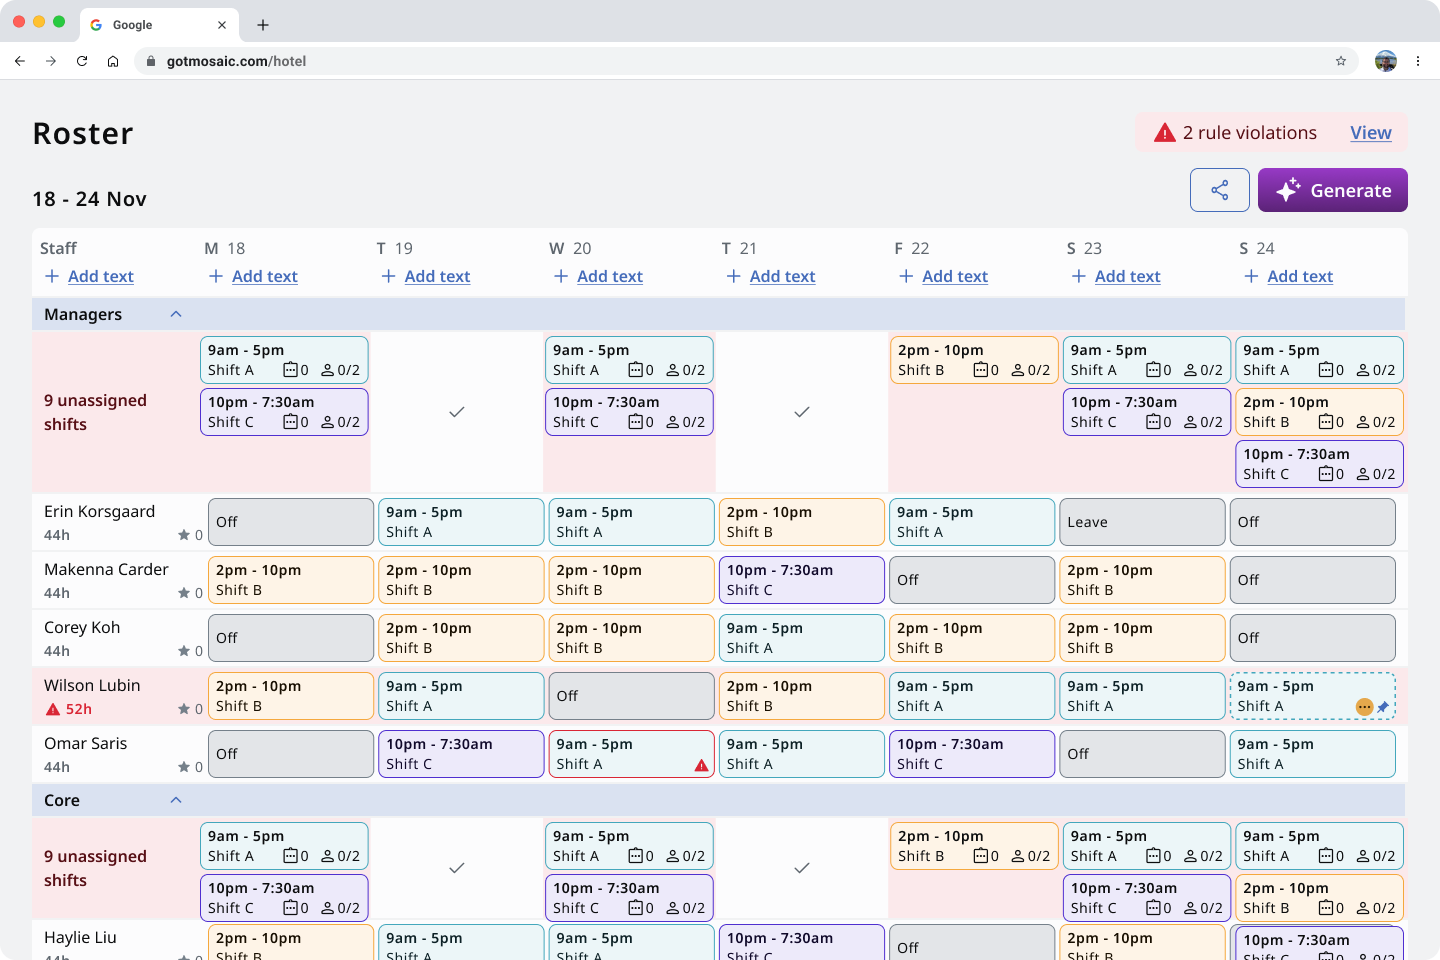 Google
gotmosaic.com/hotel
Roster
2 rule violations View
18 - 24 Nov
Generate
Staff M 18 T 19 W 20 T 21 F 22 S 23 S 24
Add text Add text Add text Add text Add text Add text Add text Add text
Managers
9am - 5pm 9am - 5pm 2pm - 10pm 9am - 5pm 9am - 5pm
Shift A 0 0/2 Shift A 0 0/2 Shift B 0 0/2 Shift A 0 0/2 Shift A 0 0/2
9 unassigned
shifts
10pm - 7:30am 10pm - 7:30am 10pm - 7:30am 2pm - 10pm
Shift C 0 0/2 Shift C 0 0/2 Shift C 0 0/2 Shift B 0 0/2
10pm - 7:30am
Shift C 0 0/2
Erin Korsgaard
44h 0
Off
9am - 5pm
Shift A
9am - 5pm
Shift A
2pm - 10pm
Shift B
9am - 5pm
Shift A
Leave
Off
Makenna Carder
44h 0
2pm - 10pm
Shift B
2pm - 10pm
Shift B
2pm - 10pm
Shift B
10pm - 7:30am
Shift C
Off
2pm - 10pm
Shift B
Off
Corey Koh
44h 0
Off
2pm - 10pm
Shift B
2pm - 10pm
Shift B
9am - 5pm
Shift A
2pm - 10pm
Shift B
2pm - 10pm
Shift B
Off
Wilson Lubin
52h 0
2pm - 10pm
Shift B
9am - 5pm
Shift A
Off
2pm - 10pm
Shift B
9am - 5pm
Shift A
9am - 5pm
Shift A
9am - 5pm
Shift A
Omar Saris
44h 0
Off
10pm - 7:30am
Shift C
9am - 5pm
Shift A
9am - 5pm
Shift A
10pm - 7:30am
Shift C
Off
9am - 5pm
Shift A
Core
9am - 5pm 9am - 5pm 2pm - 10pm 9am - 5pm 9am - 5pm
Shift A 0 0/2 Shift A 0 0/2 Shift B 0 0/2 Shift A 0 0/2 Shift A 0 0/2
9 unassigned
shifts
10pm - 7:30am 10pm - 7:30am 10pm - 7:30am 2pm - 10pm
Shift C 0 0/2 Shift C 0 0/2 Shift C 0 0/2 Shift B 0 0/2
Haylie Liu
44h 0
2pm - 10pm
Shift B
9am - 5pm
Shift A
9am - 5pm
Shift A
10pm - 7:30am
Shift C
Off
2pm - 10pm
Shift B
10pm - 7:30am
Shift C 0 0/2